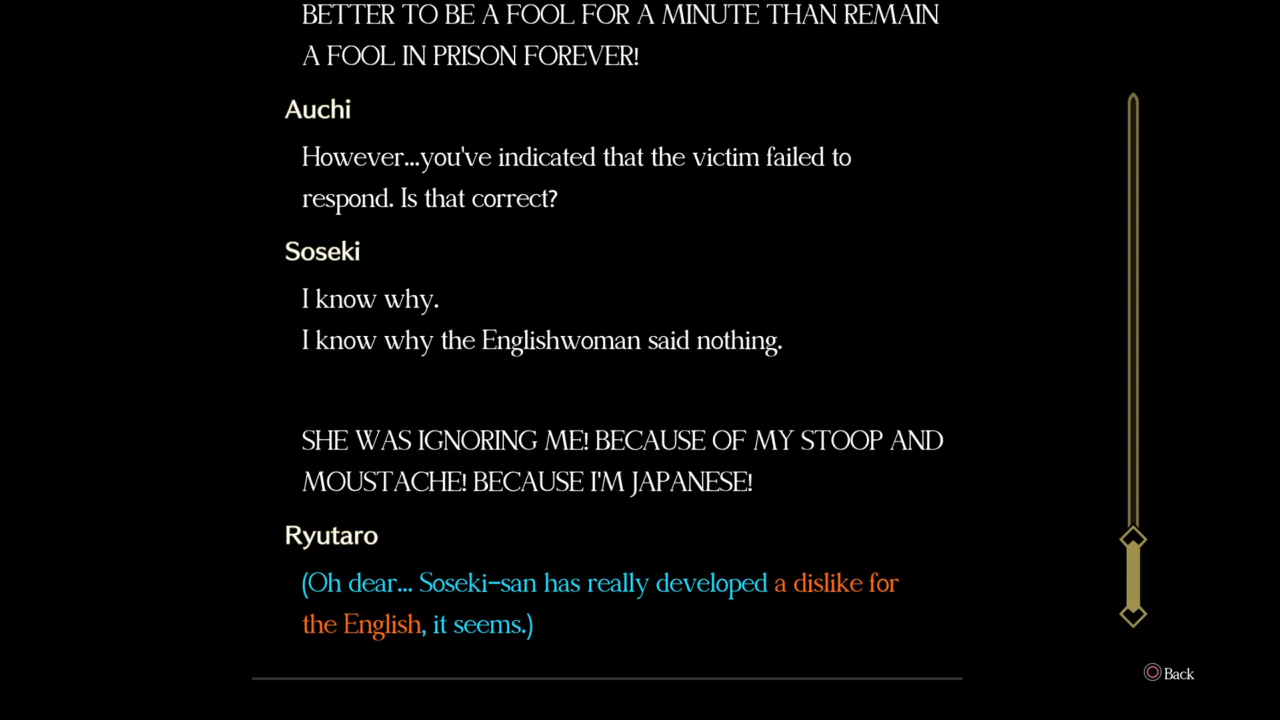 BETTER TO BE A FOOL FOR A MINUTE THAN REMAIN
A FOOL IN PRISON FOREVER!
Auchi
However...you've indicated that the victim failed to
respond. Is that correct?
Soseki
I know why.
I know why the Englishwoman said nothing.
SHE WAS IGNORING ME! BECAUSE OF MY STOOP AND
MOUSTACHE! BECAUSE I'M JAPANESE!
Ryutaro
(Oh dear... Soseki-san has really developed a dislike for
the English, it seems.)
Back